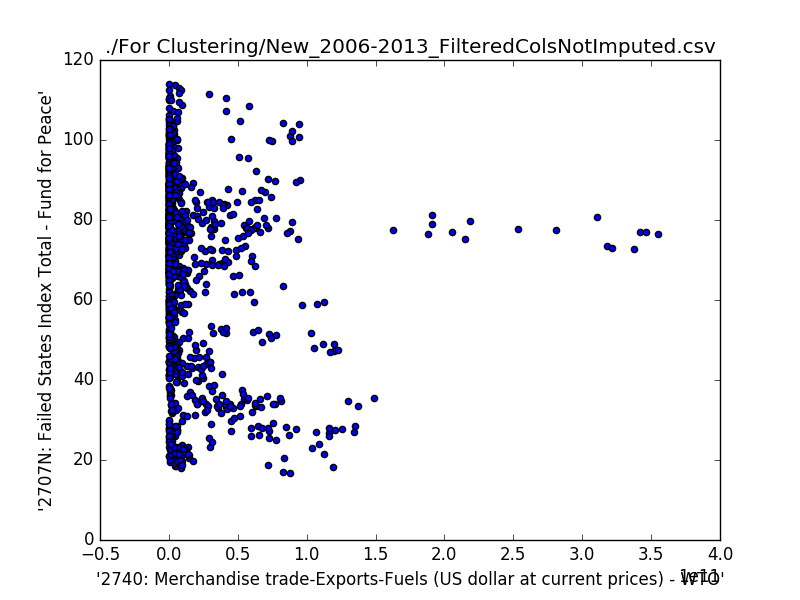 ./For Clustering/New_2006-2013_FilteredColsNotImputed.csv
120
100
80
60
40
20
0
'2707N: Failed States Index Total - Fund for Peace'
−0.5 0.0 0.5 1.0 1.5 2.0 2.5 3.0 3.5 4.0
1e11
'2740: Merchandise trade-Exports-Fuels (US dollar at current prices) - WTO'